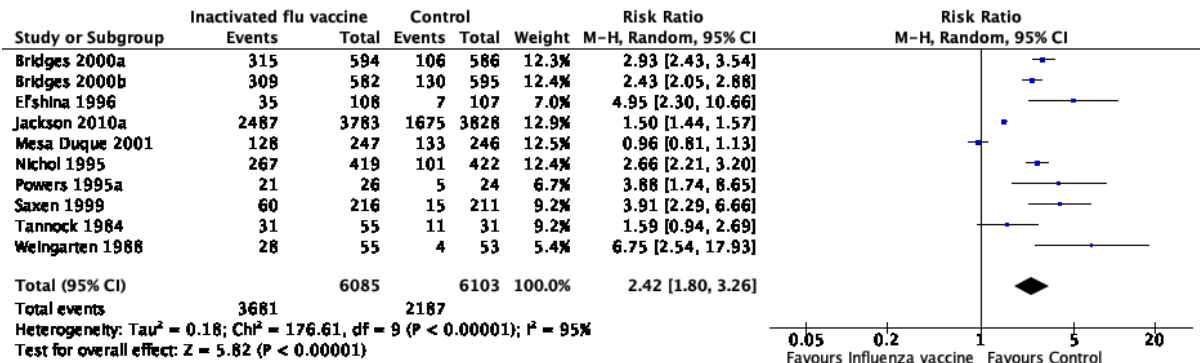 Inactivated flu vaccine Control Risk Ratio Risk Ratio
Study or Subgroup Events Total Events Total Weight M-H, Random, 95% CI M-H, Random, 95% CI
Bridges 2000a 315 594 106 586 12.3% 2.93 [2.43, 3.54]
Bridges 2000b 309 582 130 595 12.4% 2.43 [2.05, 2.88]
El'shina 1996 35 108 7 107 7.0% 4.95 [2.30, 10.66]
Jackson 2010a 2487 3783 1675 3828 12.9% 1.50 [1.44, 1.57]
Mesa Duque 2001 128 247 133 246 12.5% 0.96 [0.81, 1.13]
Nichol 1995 267 419 101 422 12.4% 2.66 [2.21, 3.20]
Powers 1995a 21 26 5 24 6.7% 3.88 [1.74, 8.65]
Saxen 1999 60 216 15 211 9.2% 3.91 [2.29, 6.66]
Tannock 1984 31 55 11 31 9.2% 1.59 [0.94, 2.69]
Weingarten 1988 28 55 4 53 5.4% 6.75 [2.54, 17.93]
Total (95% CI) 6085 6103 100.0% 2.42 [1.80, 3.26]
Total events 3681 2187
Heterogeneity: Tau² = 0.18; Chi² = 176.61, df = 9 (P < 0.00001); I² = 95%
Test for overall effect: Z = 5.82 (P < 0.00001)
0.05 0.2 1 5 20
Favours Influenza vaccine Favours Control